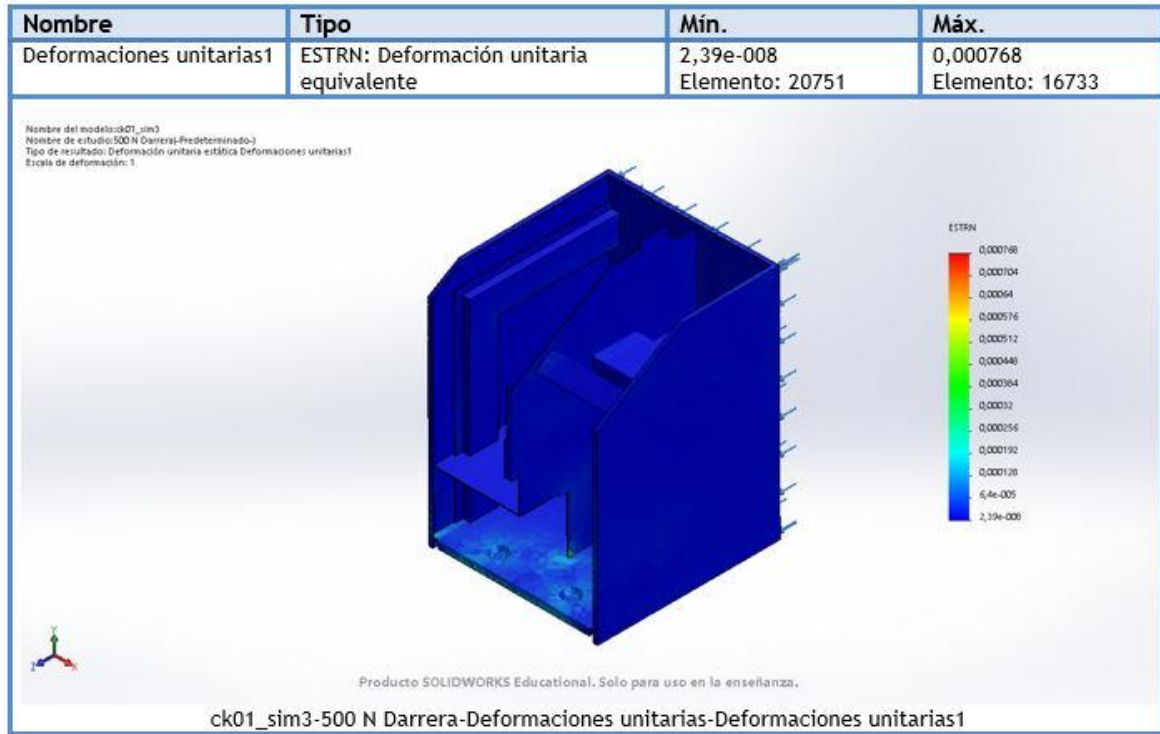 Nombre Tipo Mín. Máx.
Deformaciones unitarias1 ESTRN: Deformación unitaria equivalente 2,39e-008 Elemento: 20751 0,000768 Elemento: 16733
Nombre del modelo:ck01_sim3
Nombre de estudio:500 N Darrera(-Predeterminado-)
Tipo de resultado: Deformación unitaria estática Deformaciones unitarias1
Escala de deformación: 1
ESTRN
0,000768
0,000704
0,00064
0,000576
0,000512
0,000448
0,000384
0,00032
0,000256
0,000192
0,000128
6,4e-005
2,39e-008
Y
Z
X
Producto SOLIDWORKS Educational. Solo para uso en la enseñanza.
ck01_sim3-500 N Darrera-Deformaciones unitarias-Deformaciones unitarias1